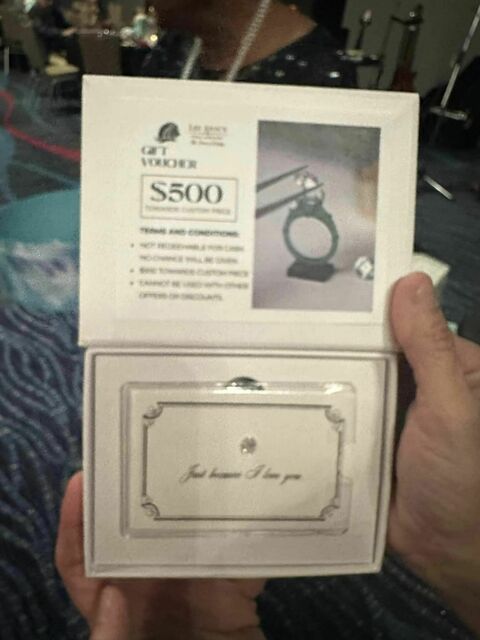 GIFT
VOUCHER
$500
TOWARDS CUSTOM PIECE
TERMS AND CONDITIONS:
• NOT REDEEMABLE FOR CASH.
NO CHANGE WILL BE GIVEN.
• $500 TOWARDS CUSTOM PIECE
• CANNOT BE USED WITH OTHER
OFFERS OR DISCOUNTS.
Just because I love you